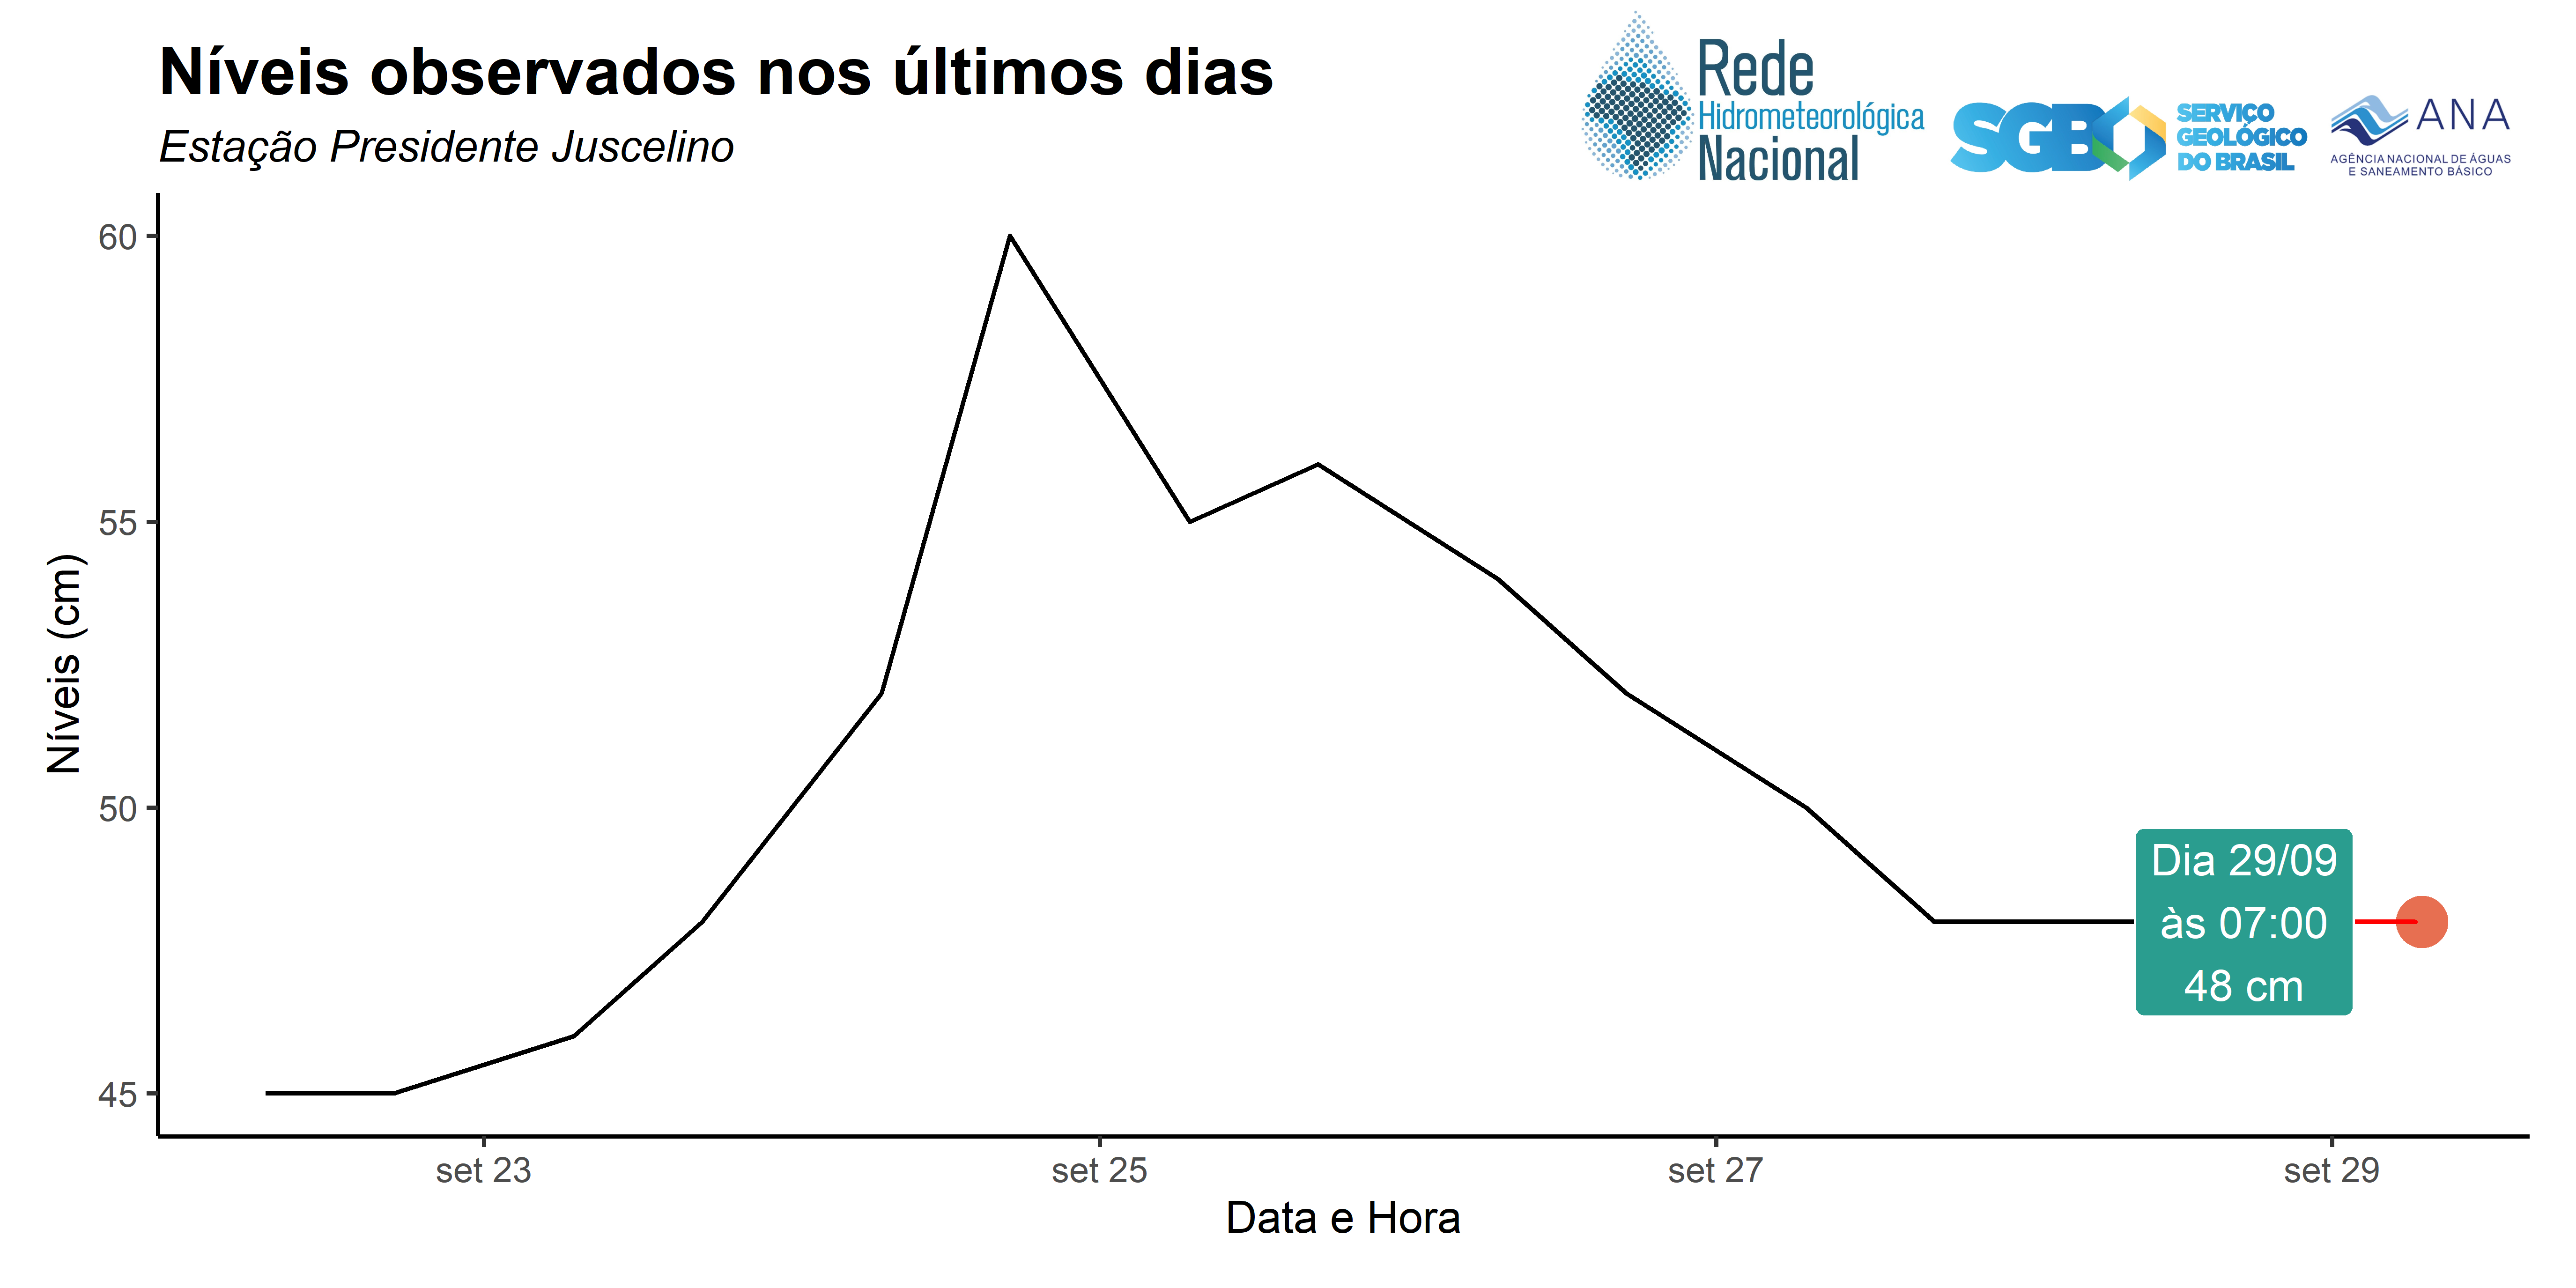 Níveis observados nos últimos dias
Estação Presidente Juscelino
Rede
Hidrometeorológica
Nacional
SGB
SERVIÇO
GEOLÓGICO
DO BRASIL
ANA
AGÊNCIA NACIONAL DE ÁGUAS
E SANEAMENTO BÁSICO
Níveis (cm)
60
55
50
45
Dia 29/09
às 07:00
48 cm
set 23
set 25
set 27
set 29
Data e Hora